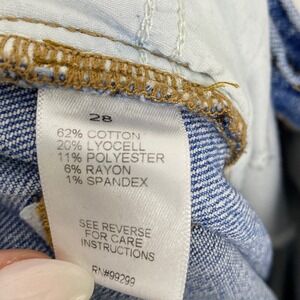 28
62% COTTON
20% LYOCELL
11% POLYESTER
6% RAYON
1% SPANDEX
SEE REVERSE
FOR CARE
INSTRUCTIONS
RN#99299